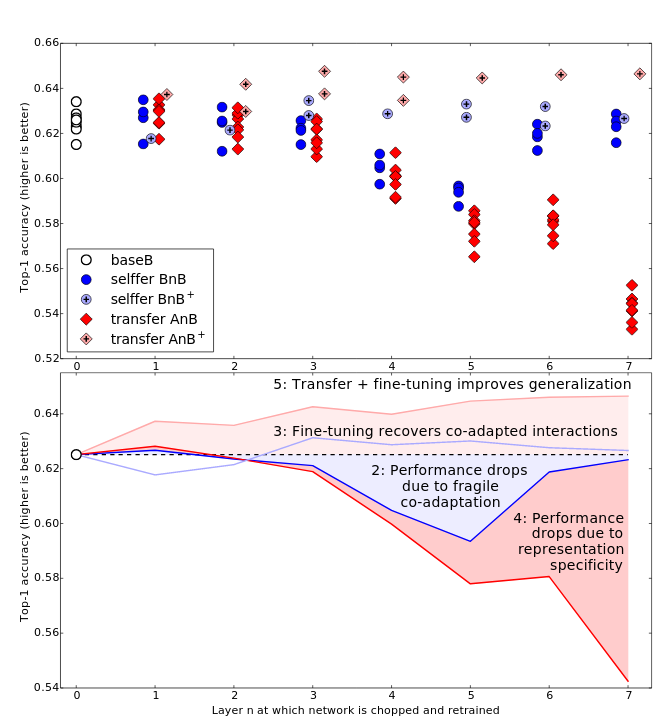 0.66
0.64
0.62
0.60
0.58
0.56
0.54
0.52
Top-1 accuracy (higher is better)
baseB
selffer BnB
selffer BnB+
transfer AnB
transfer AnB+
0 1 2 3 4 5 6 7
5: Transfer + fine-tuning improves generalization
3: Fine-tuning recovers co-adapted interactions
2: Performance drops
due to fragile
co-adaptation
4: Performance
drops due to
representation
specificity
0.64
0.62
0.60
0.58
0.56
0.54
Top-1 accuracy (higher is better)
0 1 2 3 4 5 6 7
Layer n at which network is chopped and retrained